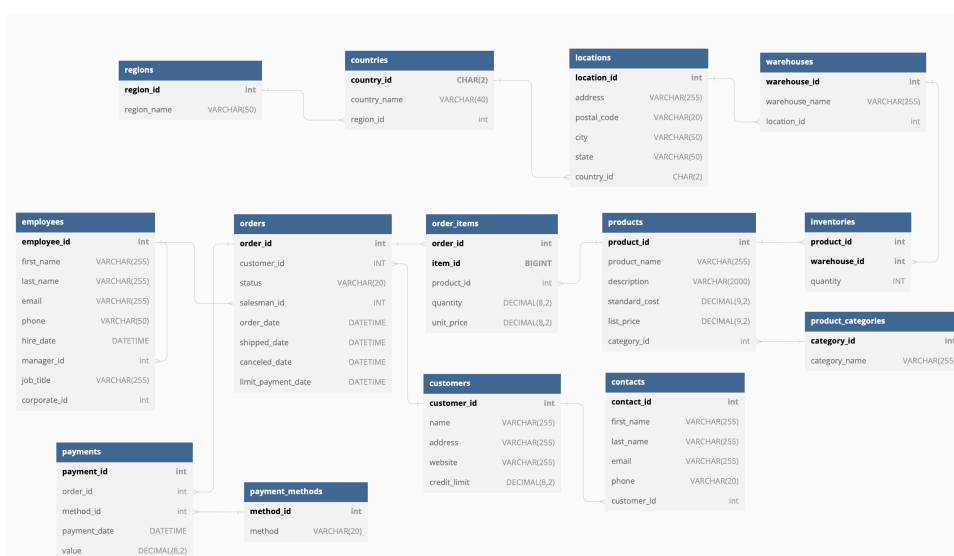 regions
region_id int
region_name VARCHAR(50)
countries
country_id CHAR(2)
country_name VARCHAR(40)
region_id int
locations
location_id int
address VARCHAR(255)
postal_code VARCHAR(20)
city VARCHAR(50)
state VARCHAR(50)
country_id CHAR(2)
warehouses
warehouse_id int
warehouse_name VARCHAR(255)
location_id int
employees
employee_id int
first_name VARCHAR(255)
last_name VARCHAR(255)
email VARCHAR(255)
phone VARCHAR(50)
hire_date DATETIME
manager_id int
job_title VARCHAR(255)
corporate_id int
orders
order_id int
customer_id INT
status VARCHAR(20)
salesman_id INT
order_date DATETIME
shipped_date DATETIME
canceled_date DATETIME
limit_payment_date DATETIME
order_items
order_id int
item_id BIGINT
product_id int
quantity DECIMAL(8,2)
unit_price DECIMAL(8,2)
products
product_id int
product_name VARCHAR(255)
description VARCHAR(2000)
standard_cost DECIMAL(9,2)
list_price DECIMAL(9,2)
category_id int
inventories
product_id int
warehouse_id int
quantity INT
product_categories
category_id int
category_name VARCHAR(255)
customers
customer_id int
name VARCHAR(255)
address VARCHAR(255)
website VARCHAR(255)
credit_limit DECIMAL(8,2)
contacts
contact_id int
first_name VARCHAR(255)
last_name VARCHAR(255)
email VARCHAR(255)
phone VARCHAR(20)
customer_id int
payments
payment_id int
order_id int
method_id int
payment_date DATETIME
value DECIMAL(8,2)
payment_methods
method_id int
method VARCHAR(20)